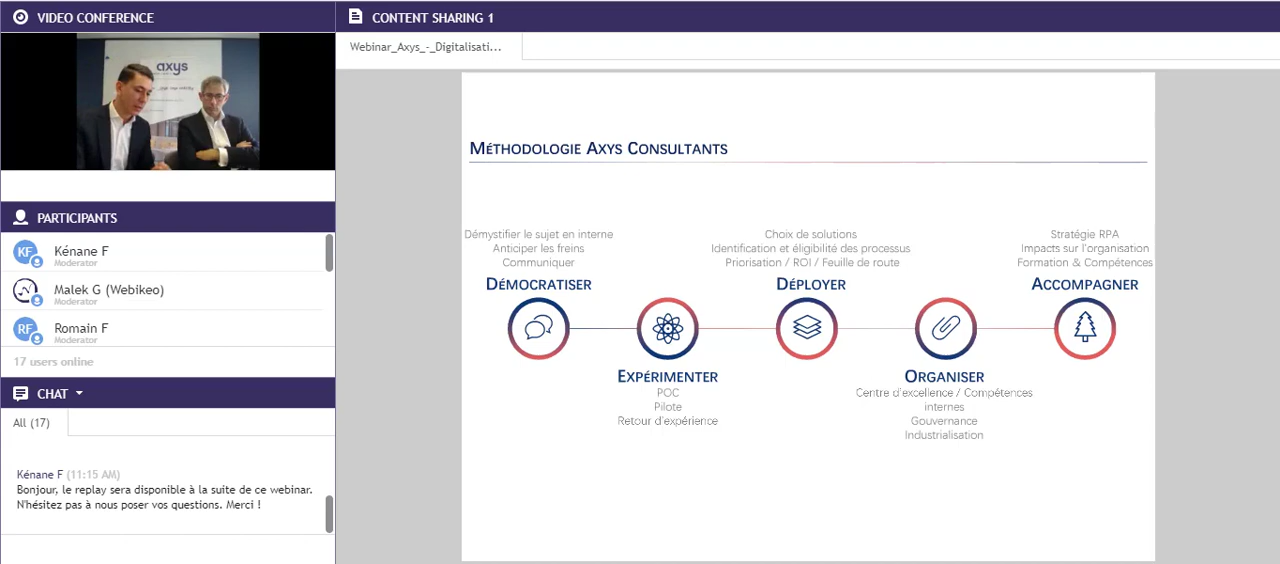 VIDEO CONFERENCE
axys
PARTICIPANTS
KF
Kénane F
Moderator
Malek G (Webikeo)
Moderator
RF
Romain F
Moderator
17 users online
CHAT
All (17)
Kénane F (11:15 AM)
Bonjour, le replay sera disponible à la suite de ce webinar.
N'hésitez pas à nous poser vos questions. Merci !
CONTENT SHARING 1
Webinar_Axys_-_Digitalisati...
MÉTHODOLOGIE AXYS CONSULTANTS
Démystifier le sujet en interne
Anticiper les freins
Communiquer
DÉMOCRATISER
EXPÉRIMENTER
POC
Pilote
Retour d'expérience
Choix de solutions
Identification et éligibilité des processus
Priorisation / ROI / Feuille de route
DÉPLOYER
ORGANISER
Centre d'excellence / Compétences
internes
Gouvernance
Industrialisation
Stratégie RPA
Impacts sur l'organisation
Formation & Compétences
ACCOMPAGNER